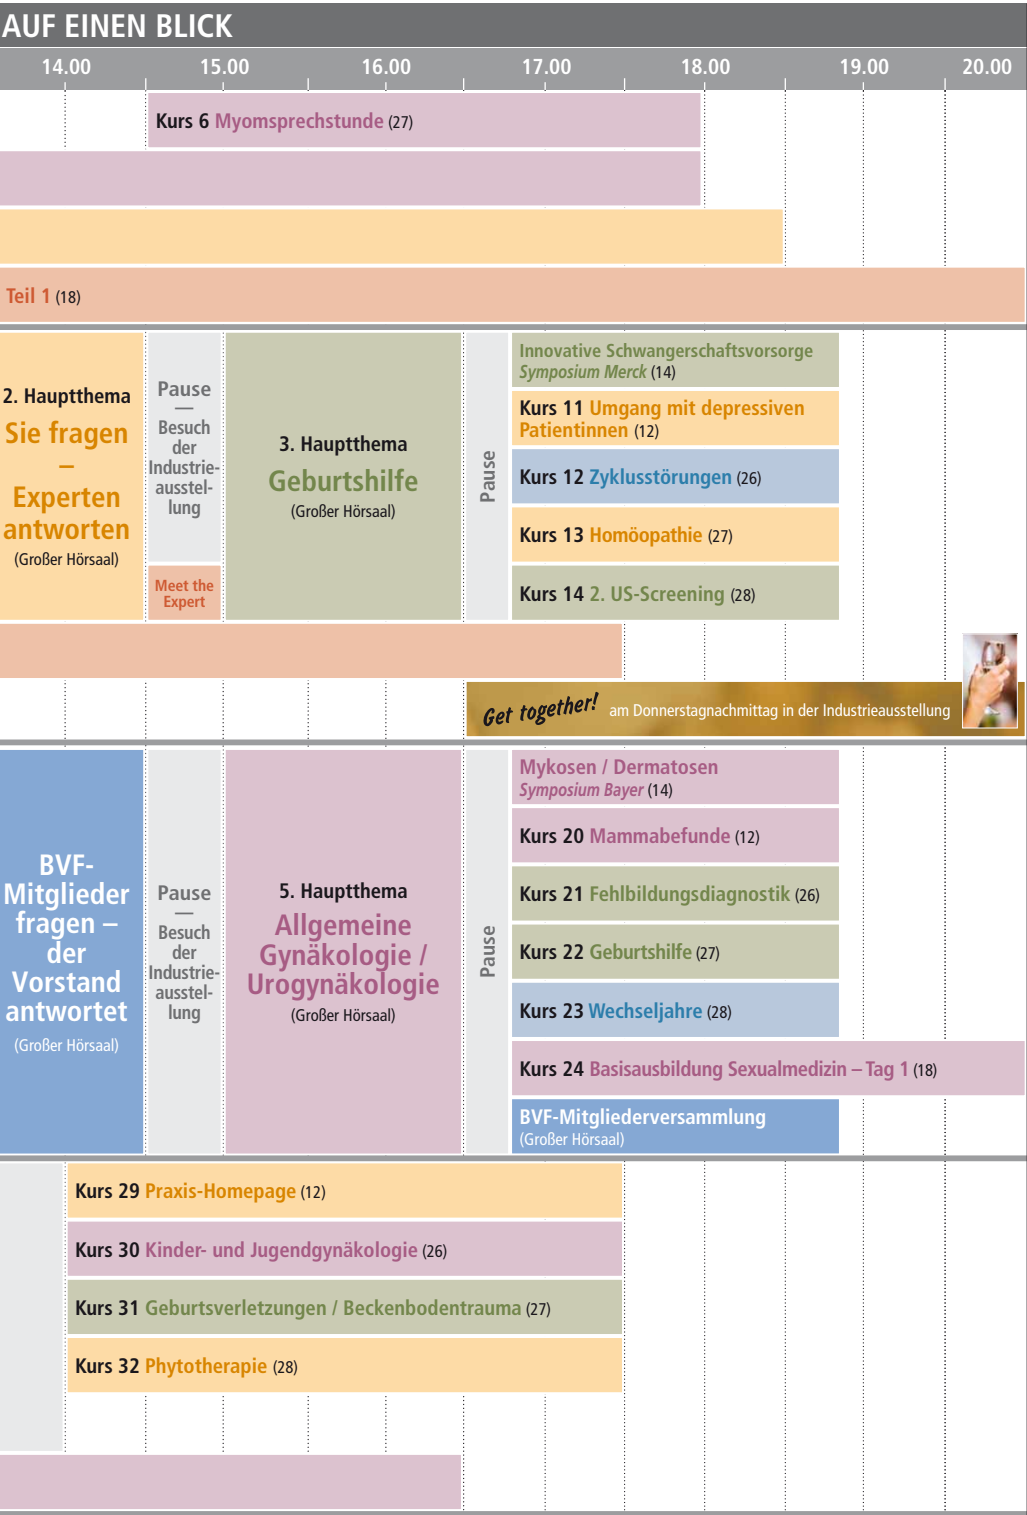 AUF EINEN BLICK
14.00 15.00 16.00 17.00 18.00 19.00 20.00
Kurs 6 Myomsprechstunde (27)
Teil 1 (18)
2. Hauptthema
Sie fragen
–
Experten
antworten
(Großer Hörsaal)
Pause
—
Besuch
der
Industrie-
ausstel-
lung
Meet the
Expert
3. Hauptthema
Geburtshilfe
(Großer Hörsaal)
Pause
Innovative Schwangerschaftsvorsorge
Symposium Merck (14)
Kurs 11 Umgang mit depressiven
Patientinnen (12)
Kurs 12 Zyklusstörungen (26)
Kurs 13 Homöopathie (27)
Kurs 14 2. US-Screening (28)
Get together! am Donnerstagnachmittag in der Industrieausstellung
BVF-
Mitglieder
fragen –
der
Vorstand
antwortet
(Großer Hörsaal)
Pause
—
Besuch
der
Industrie-
ausstel-
lung
5. Hauptthema
Allgemeine
Gynäkologie /
Urogynäkologie
(Großer Hörsaal)
Pause
Mykosen / Dermatosen
Symposium Bayer (14)
Kurs 20 Mammabefunde (12)
Kurs 21 Fehlbildungsdiagnostik (26)
Kurs 22 Geburtshilfe (27)
Kurs 23 Wechseljahre (28)
Kurs 24 Basisausbildung Sexualmedizin – Tag 1 (18)
BVF-Mitgliederversammlung
(Großer Hörsaal)
Kurs 29 Praxis-Homepage (12)
Kurs 30 Kinder- und Jugendgynäkologie (26)
Kurs 31 Geburtsverletzungen / Beckenbodentrauma (27)
Kurs 32 Phytotherapie (28)